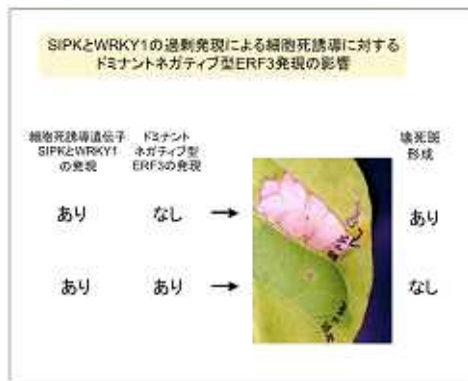 SIPKとWRKY1の過剰発現による細胞死誘導に対する
ドミナントネガティブ型ERF3発現の影響
細胞死誘導遺伝子
SIPKとWRKY1
の発現
ドミナント
ネガティブ型
ERF3の発現
壊死斑
形成
あり
なし
→
あり
あり
あり
→
なし